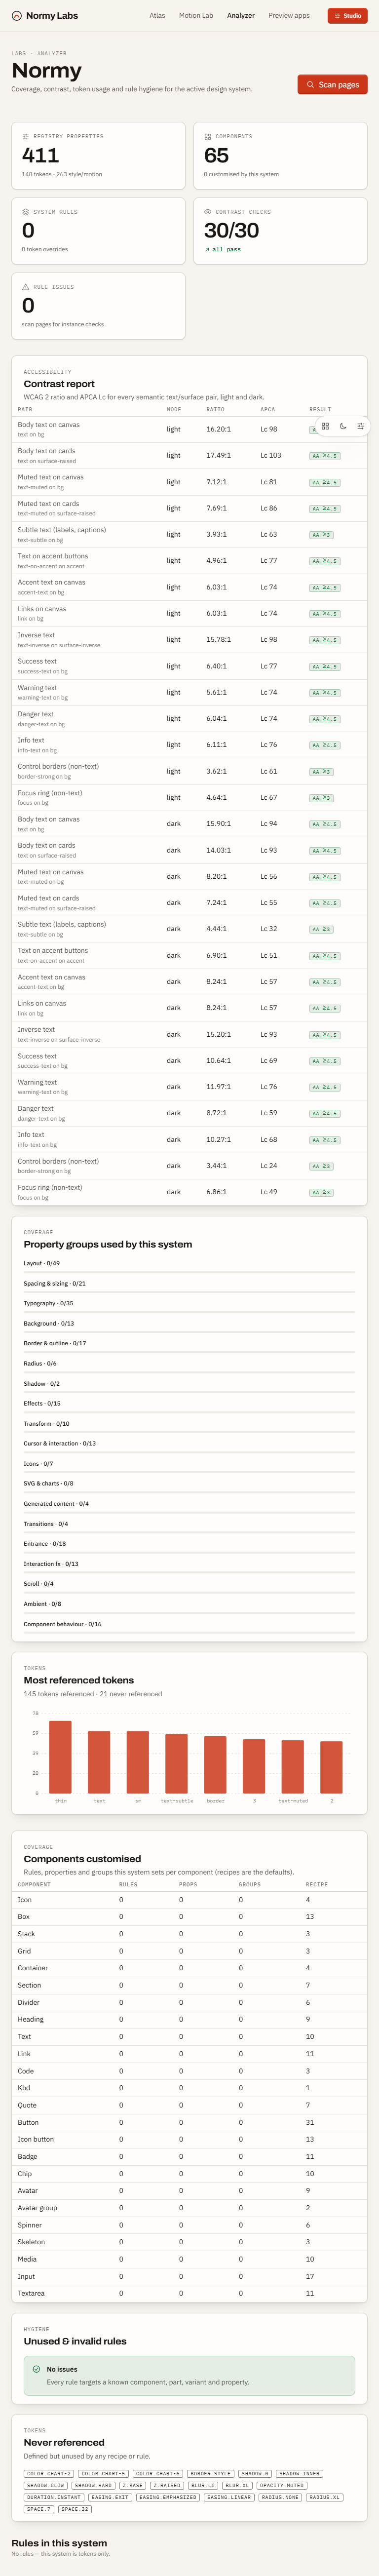 Normy Labs
Atlas Motion Lab Analyzer Preview apps Studio
LABS · ANALYZER
Normy
Coverage, contrast, token usage and rule hygiene for the active design system.
Scan pages
REGISTRY PROPERTIES
411
148 tokens · 263 style/motion
COMPONENTS
65
0 customised by this system
SYSTEM RULES
0
0 token overrides
CONTRAST CHECKS
30/30
all pass
RULE ISSUES
0
scan pages for instance checks
ACCESSIBILITY
Contrast report
WCAG 2 ratio and APCA Lc for every semantic text/surface pair, light and dark.
PAIR MODE RATIO APCA RESULT
Body text on canvas
text on bg
light 16.20:1 Lc 98
Body text on cards
text on surface-raised
light 17.49:1 Lc 103 AA ≥4.5
Muted text on canvas
text-muted on bg
light 7.12:1 Lc 81 AA ≥4.5
Muted text on cards
text-muted on surface-raised
light 7.69:1 Lc 86 AA ≥4.5
Subtle text (labels, captions)
text-subtle on bg
light 3.93:1 Lc 63 AA ≥3
Text on accent buttons
text-on-accent on accent
light 4.96:1 Lc 77 AA ≥4.5
Accent text on canvas
accent-text on bg
light 6.03:1 Lc 74 AA ≥4.5
Links on canvas
link on bg
light 6.03:1 Lc 74 AA ≥4.5
Inverse text
text-inverse on surface-inverse
light 15.78:1 Lc 98 AA ≥4.5
Success text
success-text on bg
light 6.40:1 Lc 77 AA ≥4.5
Warning text
warning-text on bg
light 5.61:1 Lc 74 AA ≥4.5
Danger text
danger-text on bg
light 6.04:1 Lc 74 AA ≥4.5
Info text
info-text on bg
light 6.11:1 Lc 76 AA ≥4.5
Control borders (non-text)
border-strong on bg
light 3.62:1 Lc 61 AA ≥3
Focus ring (non-text)
focus on bg
light 4.64:1 Lc 67 AA ≥3
Body text on canvas
text on bg
dark 15.90:1 Lc 94 AA ≥4.5
Body text on cards
text on surface-raised
dark 14.03:1 Lc 93 AA ≥4.5
Muted text on canvas
text-muted on bg
dark 8.20:1 Lc 56 AA ≥4.5
Muted text on cards
text-muted on surface-raised
dark 7.24:1 Lc 55 AA ≥4.5
Subtle text (labels, captions)
text-subtle on bg
dark 4.44:1 Lc 32 AA ≥3
Text on accent buttons
text-on-accent on accent
dark 6.90:1 Lc 51 AA ≥4.5
Accent text on canvas
accent-text on bg
dark 8.24:1 Lc 57 AA ≥4.5
Links on canvas
link on bg
dark 8.24:1 Lc 57 AA ≥4.5
Inverse text
text-inverse on surface-inverse
dark 15.20:1 Lc 93 AA ≥4.5
Success text
success-text on bg
dark 10.64:1 Lc 69 AA ≥4.5
Warning text
warning-text on bg
dark 11.97:1 Lc 76 AA ≥4.5
Danger text
danger-text on bg
dark 8.72:1 Lc 59 AA ≥4.5
Info text
info-text on bg
dark 10.27:1 Lc 68 AA ≥4.5
Control borders (non-text)
border-strong on bg
dark 3.44:1 Lc 24 AA ≥3
Focus ring (non-text)
focus on bg
dark 6.86:1 Lc 49 AA ≥3
COVERAGE
Property groups used by this system
Layout · 0/49
Spacing & sizing · 0/21
Typography · 0/35
Background · 0/13
Border & outline · 0/17
Radius · 0/6
Shadow · 0/2
Effects · 0/15
Transform · 0/10
Cursor & interaction · 0/13
Icons · 0/7
SVG & charts · 0/8
Generated content · 0/4
Transitions · 0/4
Entrance · 0/18
Interaction fx · 0/13
Scroll · 0/4
Ambient · 0/8
Component behaviour · 0/16
TOKENS
Most referenced tokens
145 tokens referenced · 21 never referenced
78
59
39
20
0
thin text sm text-subtle border 3 text-muted 2
COVERAGE
Components customised
Rules, properties and groups this system sets per component (recipes are the defaults).
COMPONENT RULES PROPS GROUPS RECIPE
Icon 0 0 0 4
Box 0 0 0 13
Stack 0 0 0 3
Grid 0 0 0 3
Container 0 0 0 4
Section 0 0 0 7
Divider 0 0 0 6
Heading 0 0 0 9
Text 0 0 0 10
Link 0 0 0 11
Code 0 0 0 3
Kbd 0 0 0 1
Quote 0 0 0 7
Button 0 0 0 31
Icon button 0 0 0 13
Badge 0 0 0 11
Chip 0 0 0 10
Avatar 0 0 0 9
Avatar group 0 0 0 2
Spinner 0 0 0 6
Skeleton 0 0 0 3
Media 0 0 0 10
Input 0 0 0 17
Textarea 0 0 0 11
HYGIENE
Unused & invalid rules
No issues
Every rule targets a known component, part, variant and property.
TOKENS
Never referenced
Defined but unused by any recipe or rule.
COLOR.CHART-2 COLOR.CHART-5 COLOR.CHART-6 BORDER.STYLE SHADOW.0 SHADOW.INNER
SHADOW.GLOW SHADOW.HARD Z.BASE Z.RAISED BLUR.LG BLUR.XL OPACITY.MUTED
DURATION.INSTANT EASING.EXIT EASING.EMPHASIZED EASING.LINEAR RADIUS.NONE RADIUS.XL
SPACE.7 SPACE.32
Rules in this system
No rules — this system is tokens only.